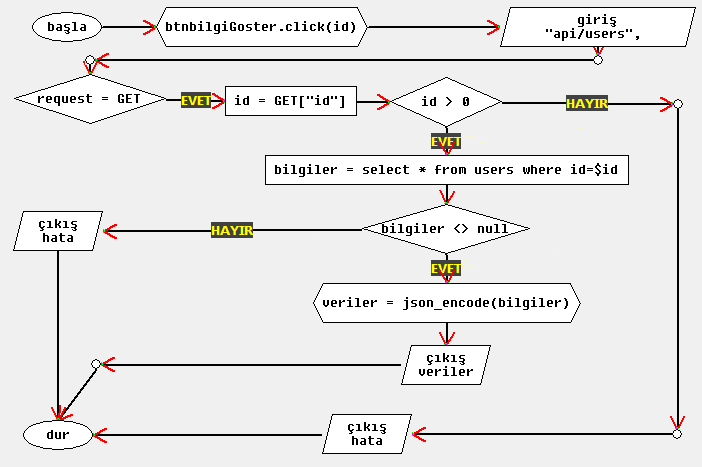 başla
btnbilgiGoster.click(id)
giriş
"api/users",
request = GET
EVET
id = GET["id"]
id > 0
HAYIR
EVET
bilgiler = select * from users where id=$id
çıkış
hata
HAYIR
bilgiler <> null
EVET
veriler = json_encode(bilgiler)
çıkış
veriler
dur
çıkış
hata